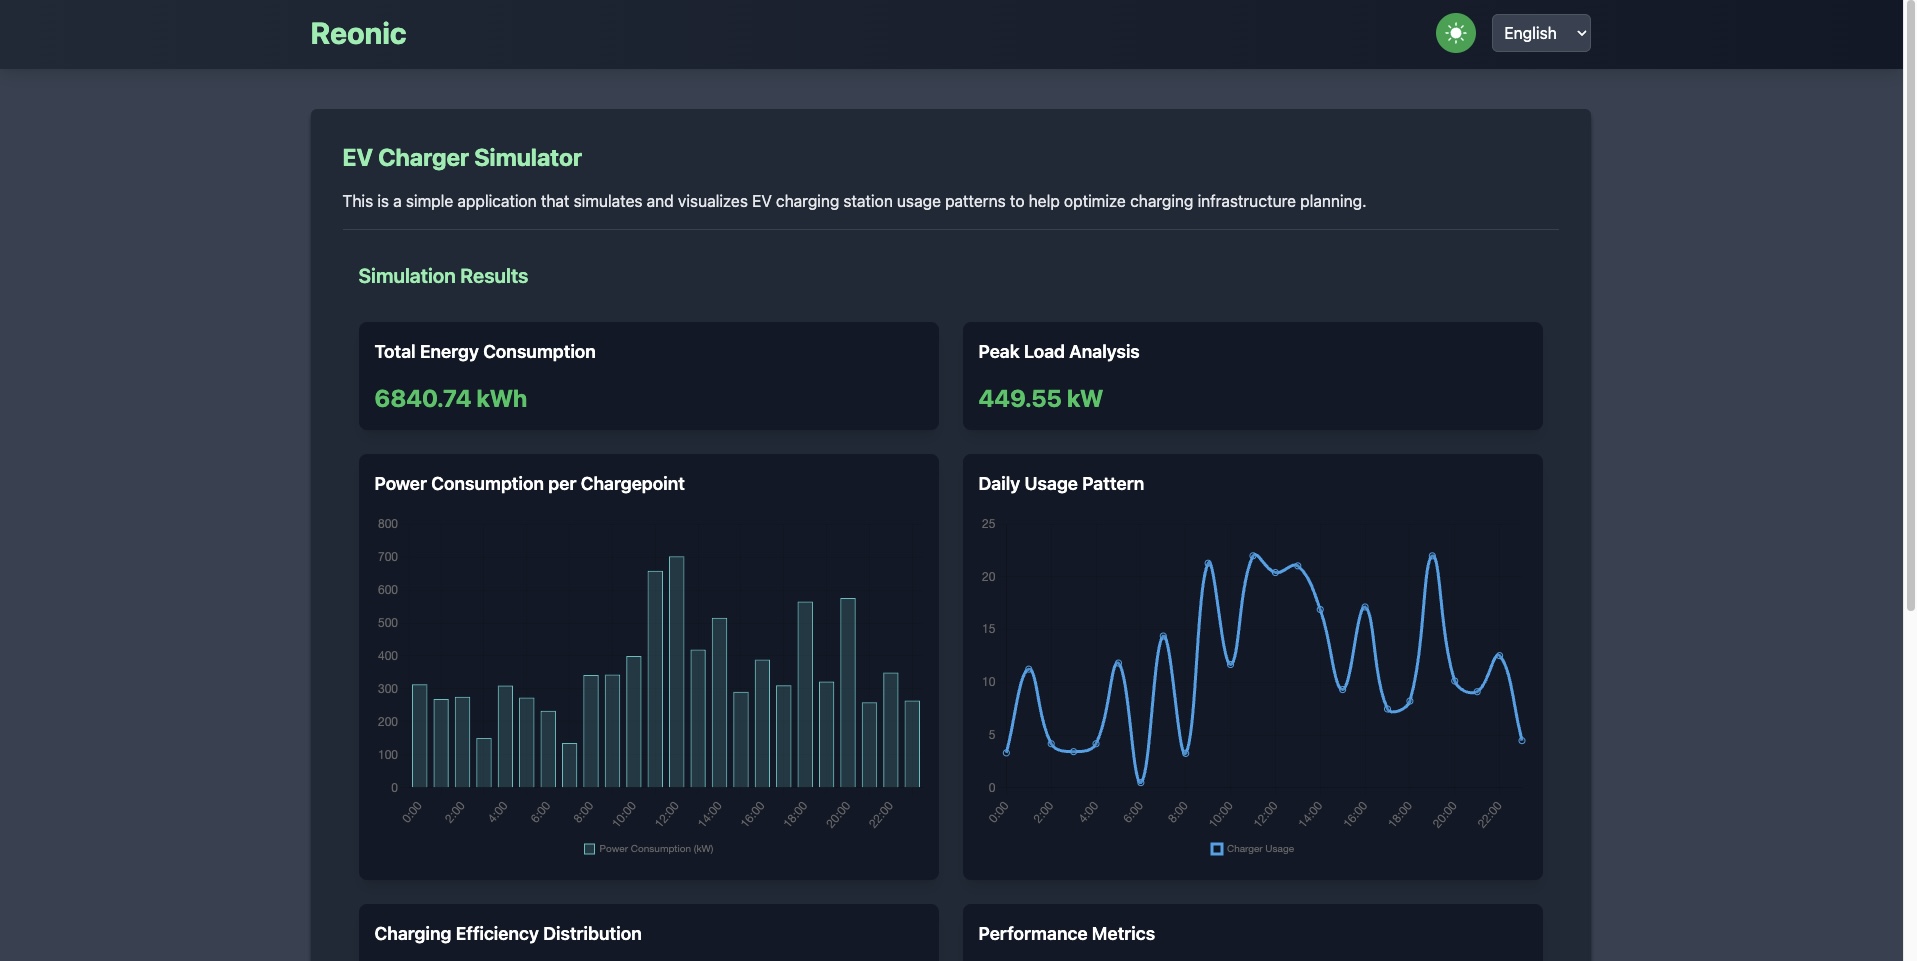 Reonic
English
EV Charger Simulator
This is a simple application that simulates and visualizes EV charging station usage patterns to help optimize charging infrastructure planning.
Simulation Results
Total Energy Consumption
6840.74 kWh
Peak Load Analysis
449.55 kW
Power Consumption per Chargepoint
800
700
600
500
400
300
200
100
0
0:00 2:00 4:00 6:00 8:00 10:00 12:00 14:00 16:00 18:00 20:00 22:00
Power Consumption (kW)
Daily Usage Pattern
25
20
15
10
5
0
0:00 2:00 4:00 6:00 8:00 10:00 12:00 14:00 16:00 18:00 20:00 22:00
Charger Usage
Charging Efficiency Distribution
Performance Metrics